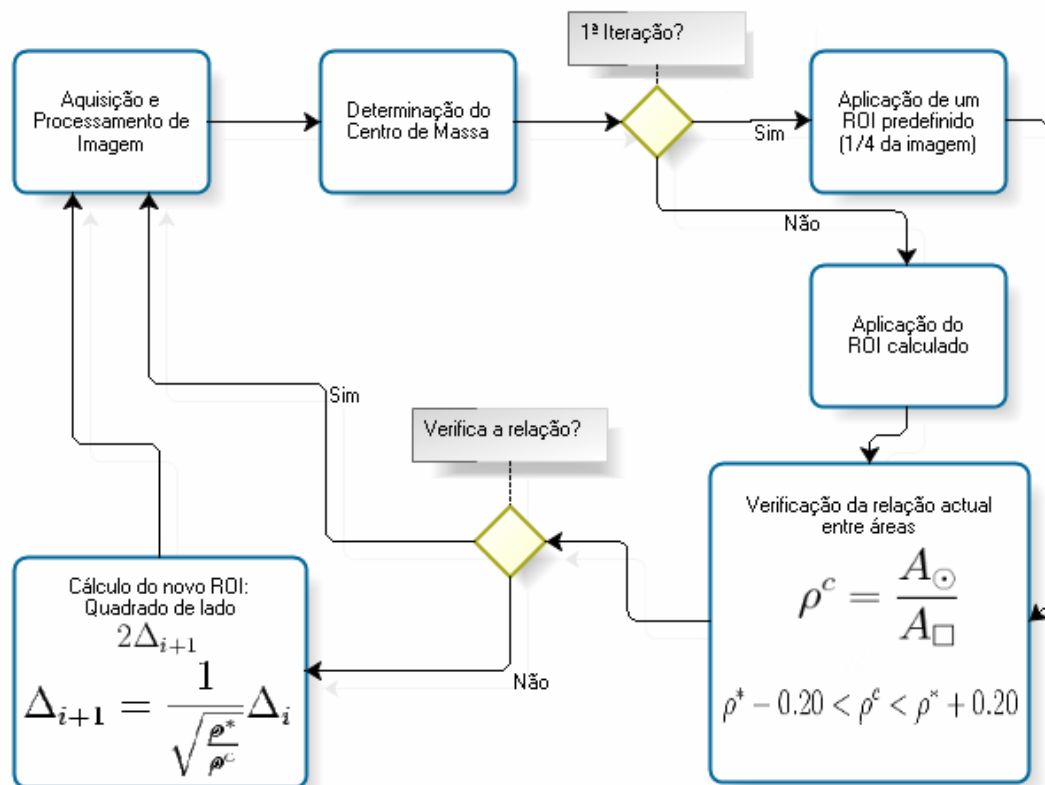 1ª Iteração?
Aquisição e
Processamento de
Imagem
Determinação do
Centro de Massa
Sim
Aplicação de um
ROI predefinido
(1/4 da imagem)
Não
Aplicação do
ROI calculado
Sim
Verifica a relação?
Verificação da relação actual
entre áreas
ρ^c = A_⊙ / A_□
ρ* − 0.20 < ρ^c < ρ* + 0.20
Não
Cálculo do novo ROI:
Quadrado de lado
2Δ_{i+1}
Δ_{i+1} = 1 / √(ρ*/ρ^c) Δ_i